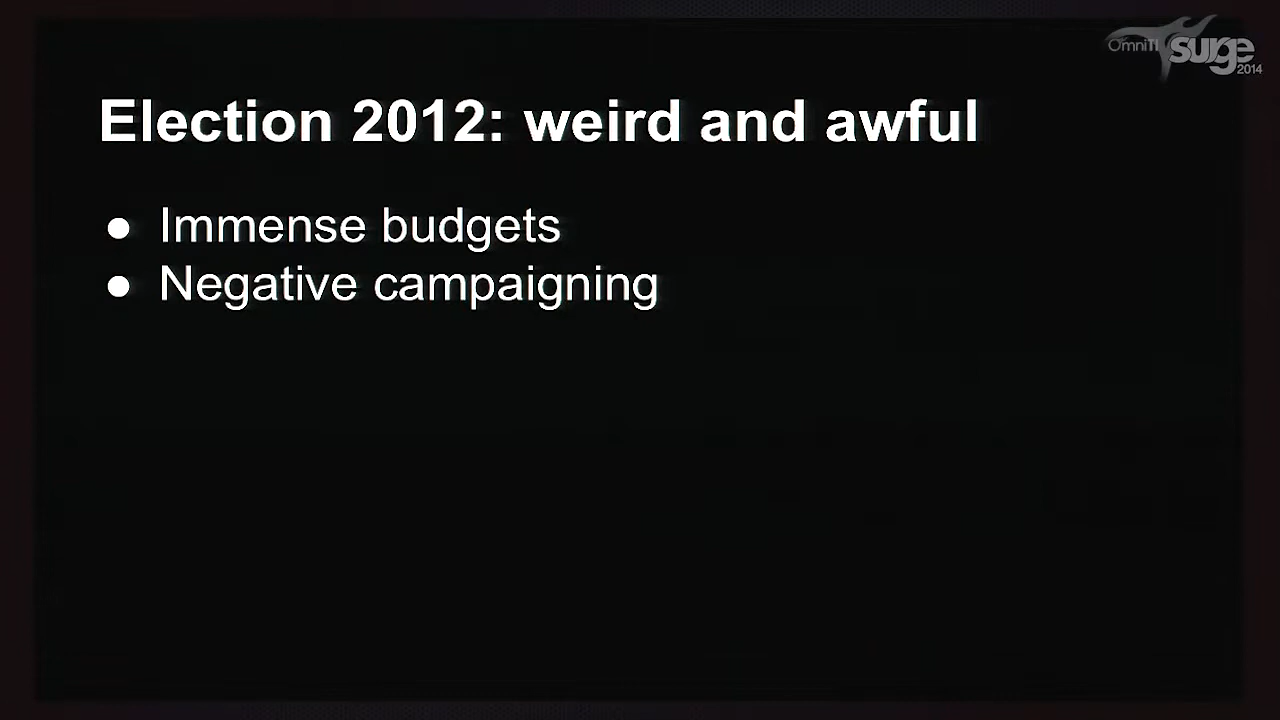 OmniTI surge 2014
Election 2012: weird and awful
● Immense budgets
● Negative campaigning